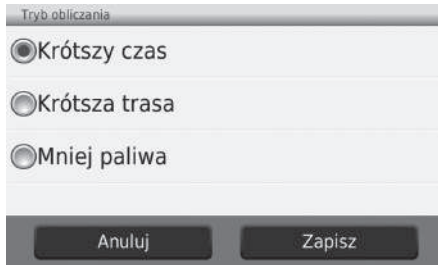 Tryb obliczania
Krótszy czas
Krótsza trasa
Mniej paliwa
Anuluj
Zapisz